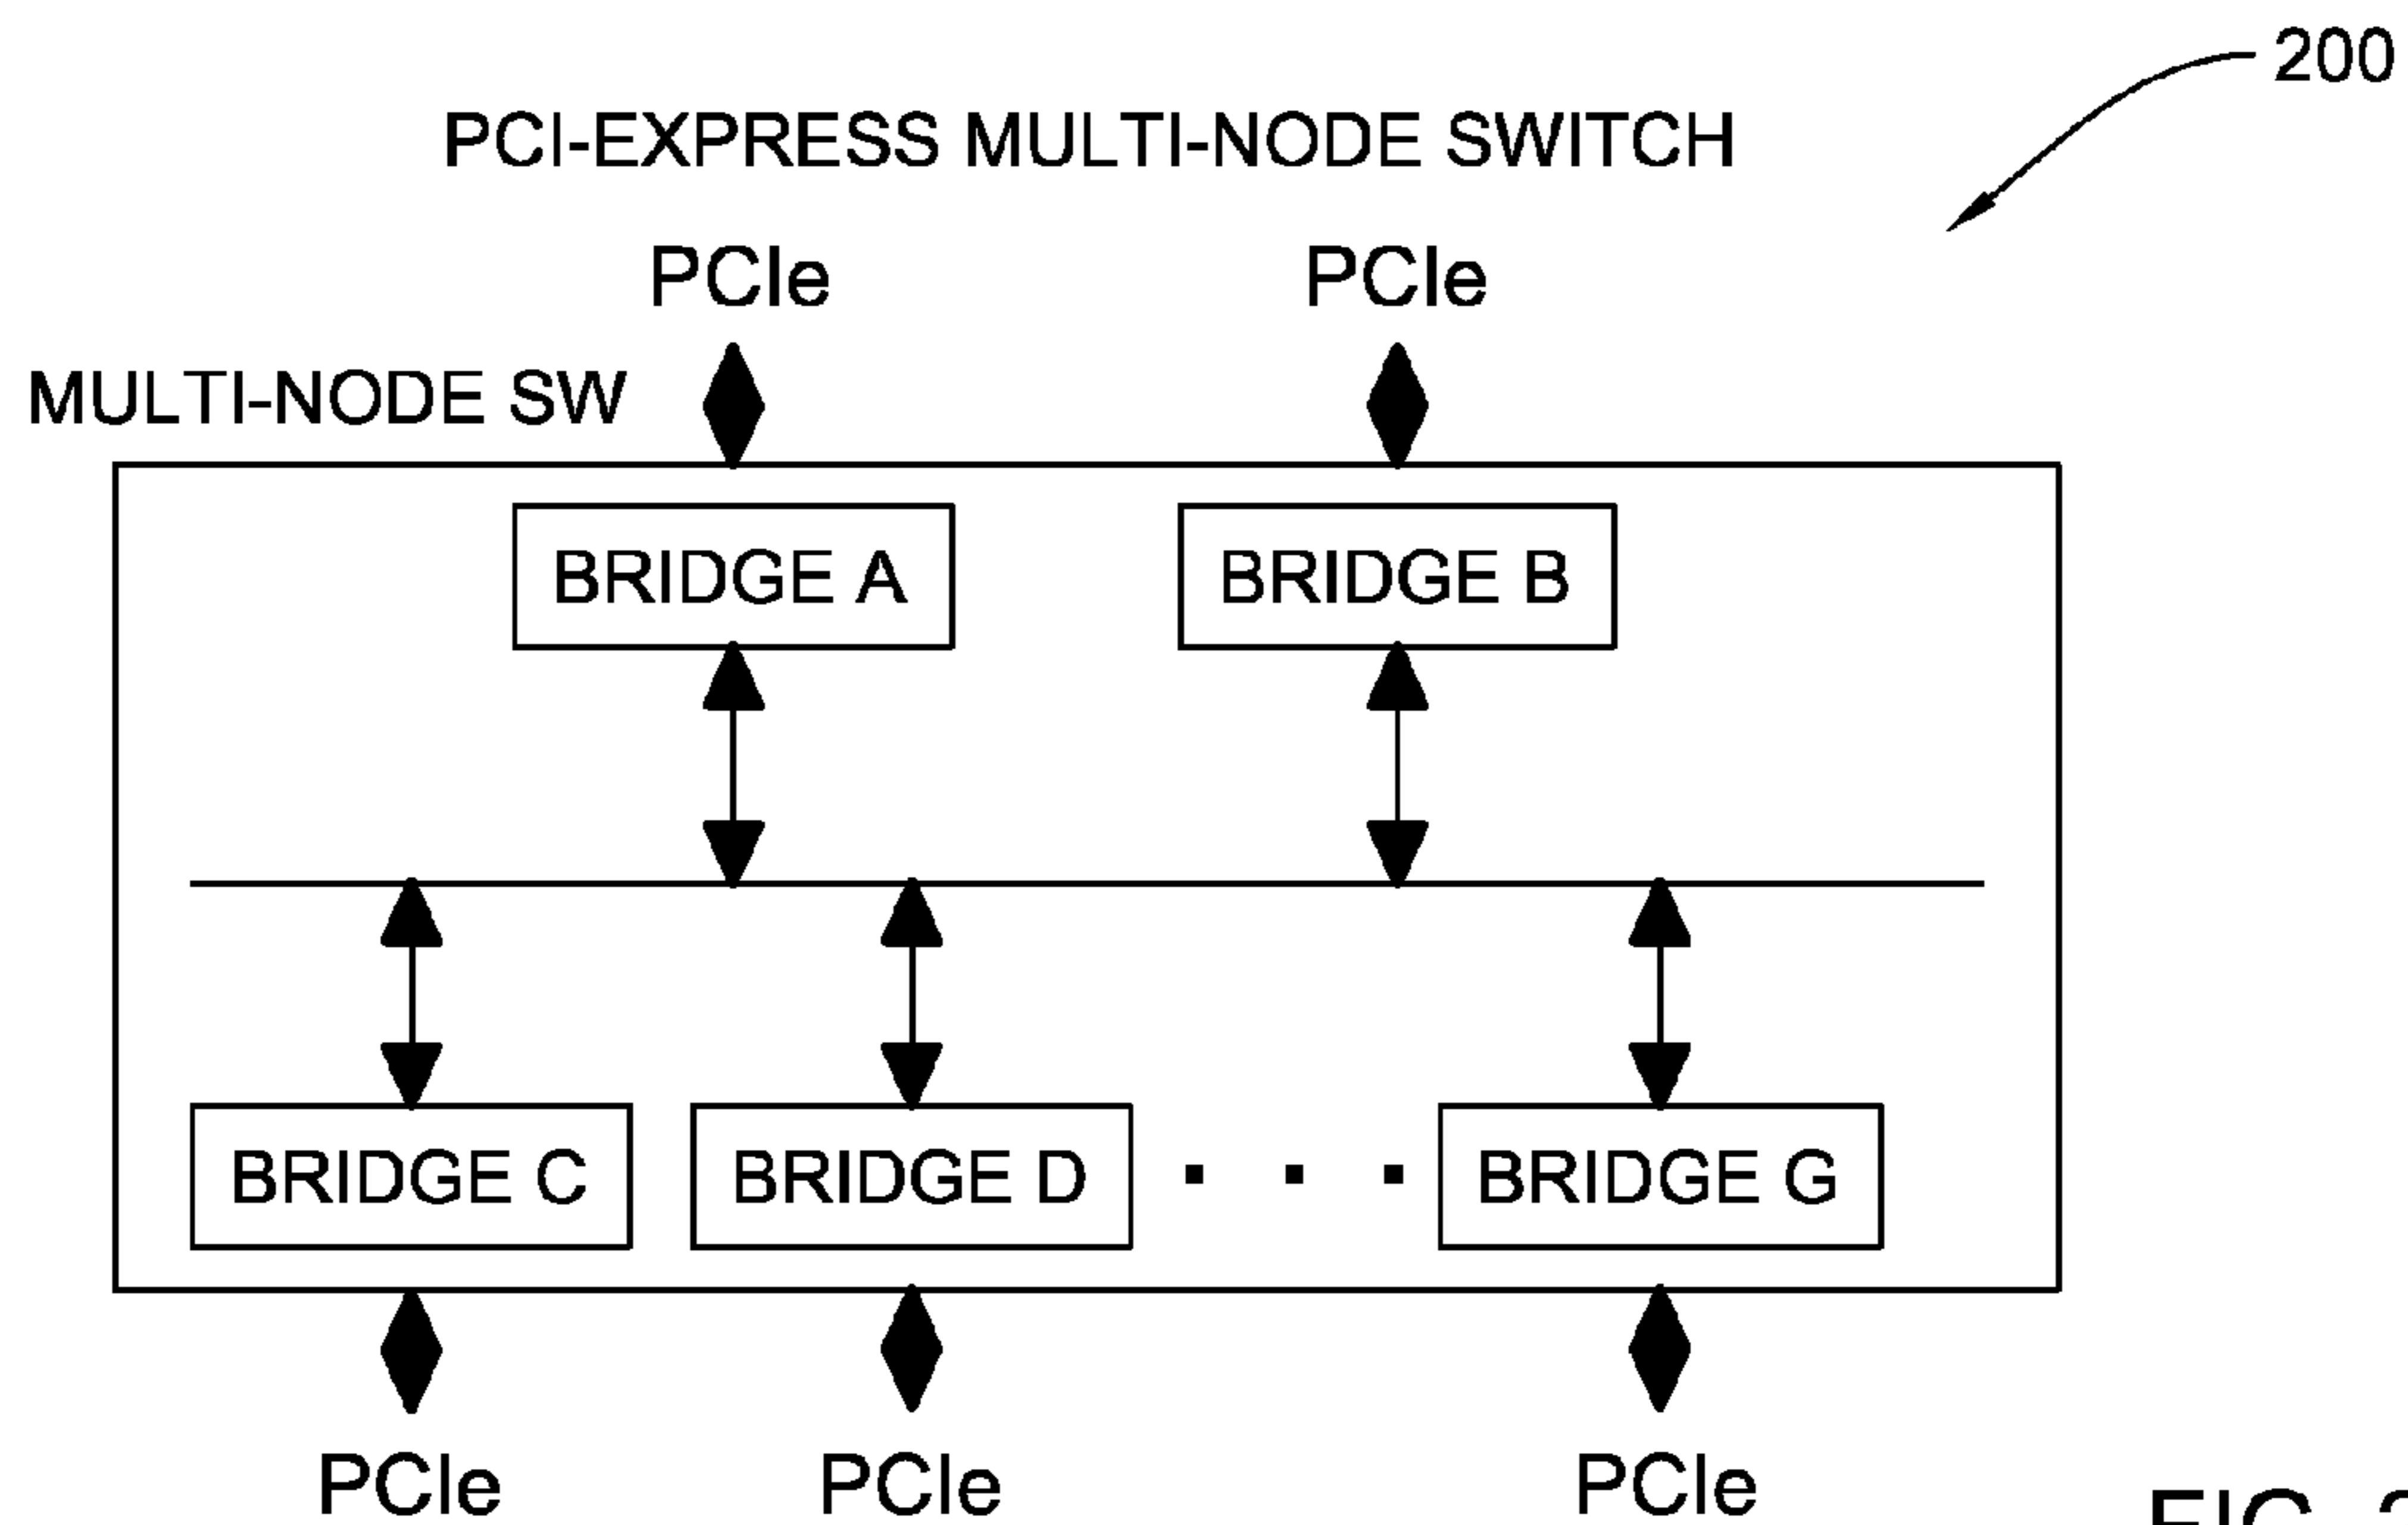 200
PCI-EXPRESS MULTI-NODE SWITCH
PCIe PCIe
MULTI-NODE SW
BRIDGE A BRIDGE B
BRIDGE C BRIDGE D . . . BRIDGE G
PCIe PCIe PCIe
FIG.